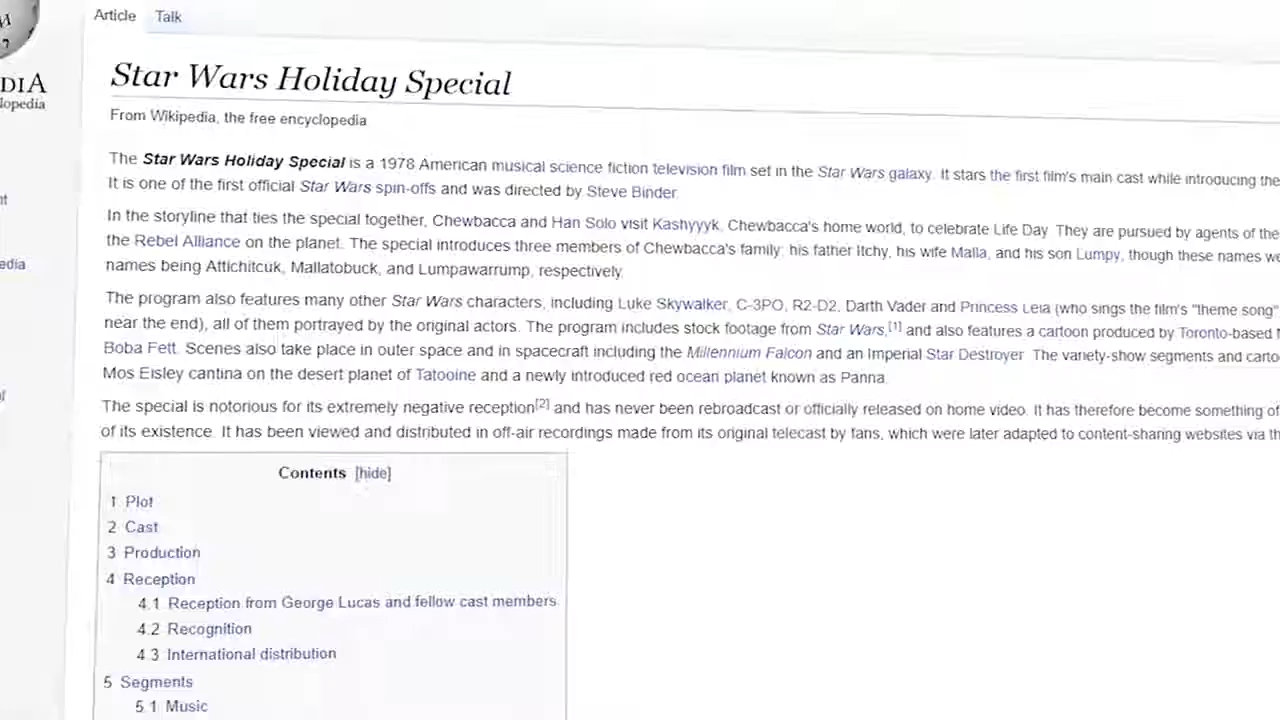 Article Talk
DIA
lopedia
Star Wars Holiday Special
From Wikipedia, the free encyclopedia
The Star Wars Holiday Special is a 1978 American musical science fiction television film set in the Star Wars galaxy. It stars the first film's main cast while introducing the
It is one of the first official Star Wars spin-offs and was directed by Steve Binder.
In the storyline that ties the special together, Chewbacca and Han Solo visit Kashyyyk, Chewbacca's home world, to celebrate Life Day. They are pursued by agents of the
the Rebel Alliance on the planet. The special introduces three members of Chewbacca's family: his father Itchy, his wife Malla, and his son Lumpy, though these names we
names being Attichitcuk, Mallatobuck, and Lumpawarrump, respectively.
edia
The program also features many other Star Wars characters, including Luke Skywalker, C-3PO, R2-D2, Darth Vader and Princess Leia (who sings the film's "theme song"
near the end), all of them portrayed by the original actors. The program includes stock footage from Star Wars,[1] and also features a cartoon produced by Toronto-based
Boba Fett. Scenes also take place in outer space and in spacecraft including the Millennium Falcon and an Imperial Star Destroyer. The variety-show segments and carto
Mos Eisley cantina on the desert planet of Tatooine and a newly introduced red ocean planet known as Panna.
The special is notorious for its extremely negative reception[2] and has never been rebroadcast or officially released on home video. It has therefore become something of
of its existence. It has been viewed and distributed in off-air recordings made from its original telecast by fans, which were later adapted to content-sharing websites via th
Contents [hide]
1 Plot
2 Cast
3 Production
4 Reception
4.1 Reception from George Lucas and fellow cast members
4.2 Recognition
4.3 International distribution
5 Segments
5.1 Music